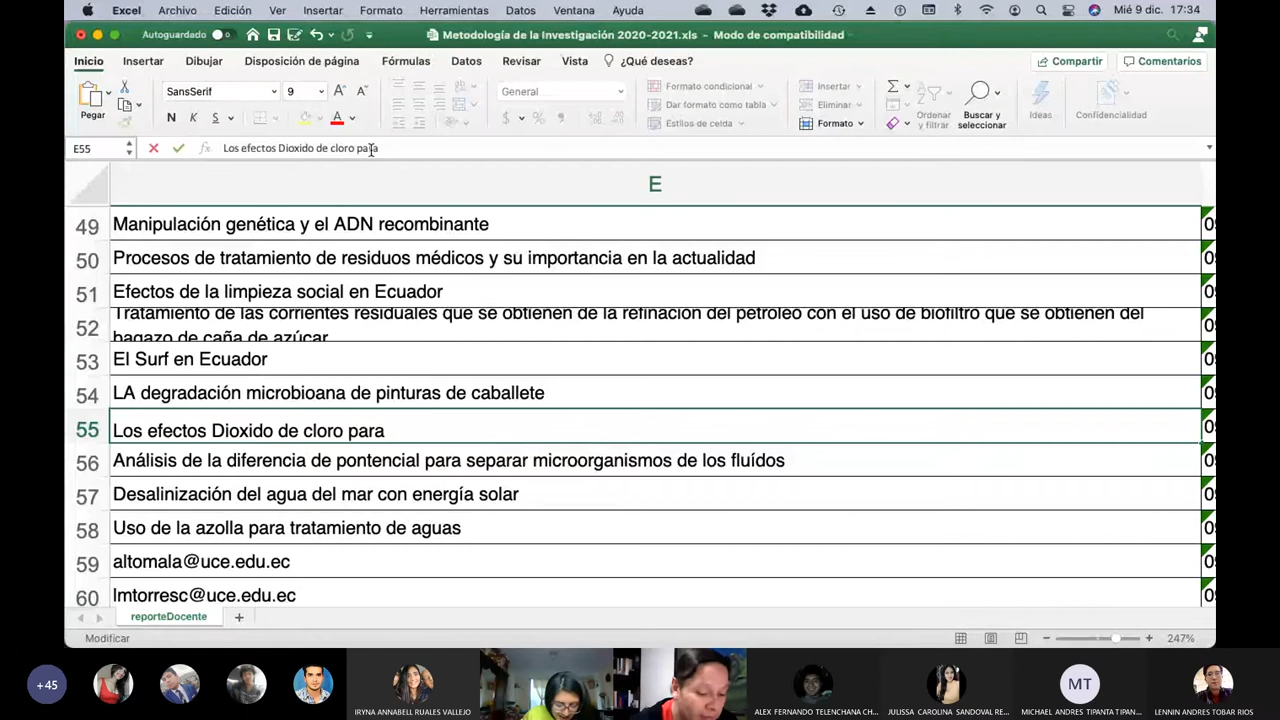 Excel Archivo Edición Ver Insertar Formato Herramientas Datos Ventana Ayuda Mié 9 dic. 17:34
Autoguardado Metodología de la Investigación 2020-2021.xls - Modo de compatibilidad
Inicio Insertar Dibujar Disposición de página Fórmulas Datos Revisar Vista ¿Qué deseas? Compartir Comentarios
Pegar SansSerif 9 General Formato condicional Insertar
Dar formato como tabla Eliminar
N K S Estilos de celda Formato
Ordenar y filtrar Buscar y seleccionar Ideas Confidencialidad
E55 fx Los efectos Dioxido de cloro para
E
49 Manipulación genética y el ADN recombinante
50 Procesos de tratamiento de residuos médicos y su importancia en la actualidad
51 Efectos de la limpieza social en Ecuador
52 Tratamiento de las corrientes residuales que se obtienen de la refinación del petróleo con el uso de biofiltro que se obtienen del
bagazo de caña de azúcar
53 El Surf en Ecuador
54 LA degradación microbioana de pinturas de caballete
55 Los efectos Dioxido de cloro para
56 Análisis de la diferencia de pontencial para separar microorganismos de los fluídos
57 Desalinización del agua del mar con energía solar
58 Uso de la azolla para tratamiento de aguas
59 altomala@uce.edu.ec
60 lmtorresc@uce.edu.ec
reporteDocente
Modificar 247%
+45 IRYNA ANNABELL RUALES VALLEJO ALEX FERNANDO TELENCHANA CH... JULISSA CAROLINA SANDOVAL RE... MT MICHAEL ANDRES TIPANTA TIPAN... LENNIN ANDRES TOBAR RIOS